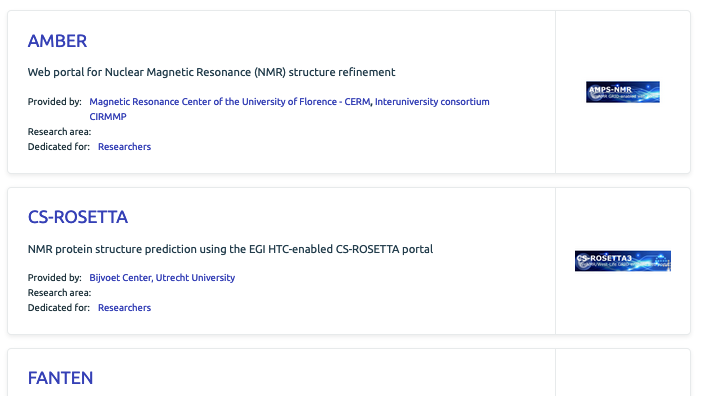 AMBER
Web portal for Nuclear Magnetic Resonance (NMR) structure refinement
Provided by: Magnetic Resonance Center of the University of Florence - CERM, Interuniversity consortium
CIRMMP
Research area:
Dedicated for: Researchers
AMPS-NMR
CS-ROSETTA
NMR protein structure prediction using the EGI HTC-enabled CS-ROSETTA portal
Provided by: Bijvoet Center, Utrecht University
Research area:
Dedicated for: Researchers
CS-ROSETTA3
FANTEN